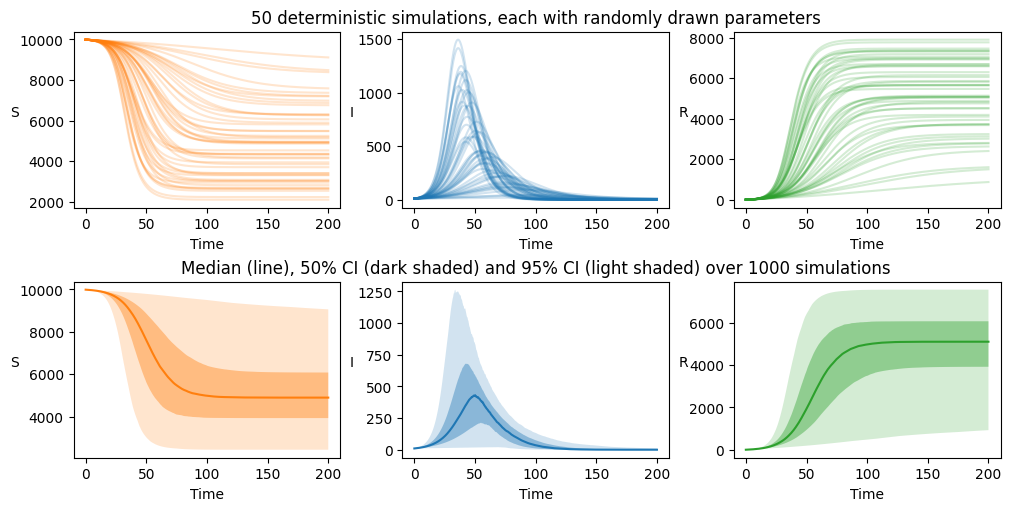 50 deterministic simulations, each with randomly drawn parameters
10000
8000
6000
4000
2000
S
0 50 100 150 200
Time
1500
1000
500
0
I
0 50 100 150 200
Time
8000
6000
4000
2000
0
R
0 50 100 150 200
Time
Median (line), 50% CI (dark shaded) and 95% CI (light shaded) over 1000 simulations
10000
8000
6000
4000
S
0 50 100 150 200
Time
1250
1000
750
500
250
0
I
0 50 100 150 200
Time
6000
4000
2000
0
R
0 50 100 150 200
Time